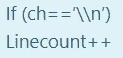 If (ch=='\\n')
Linecount++